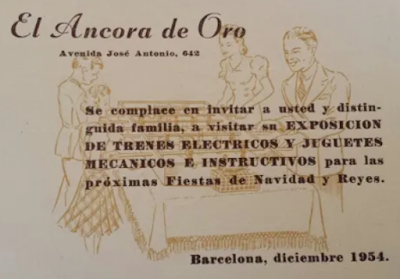 El Ancora de Oro
Avenida José Antonio, 642
Se complace en invitar a usted y distin-
guida familia, a visitar su EXPOSICION
DE TRENES ELECTRICOS Y JUGUETES
MECANICOS E INSTRUCTIVOS para las
próximas Fiestas de Navidad y Reyes.
Barcelona, diciembre 1954.